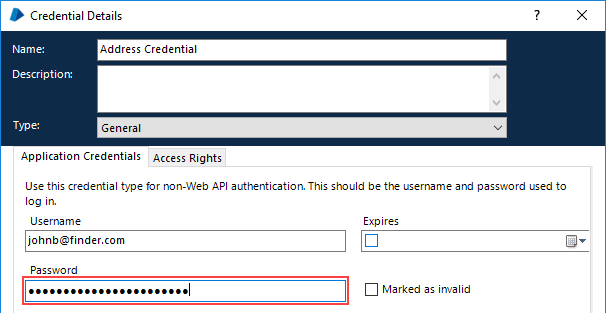 Credential Details
Name: Address Credential
Description:
Type: General
Application Credentials Access Rights
Use this credential type for non-Web API authentication. This should be the username and password used to
log in.
Username Expires
johnb@finder.com
Password
●●●●●●●●●●●●●●●●●●●●●●● Marked as invalid